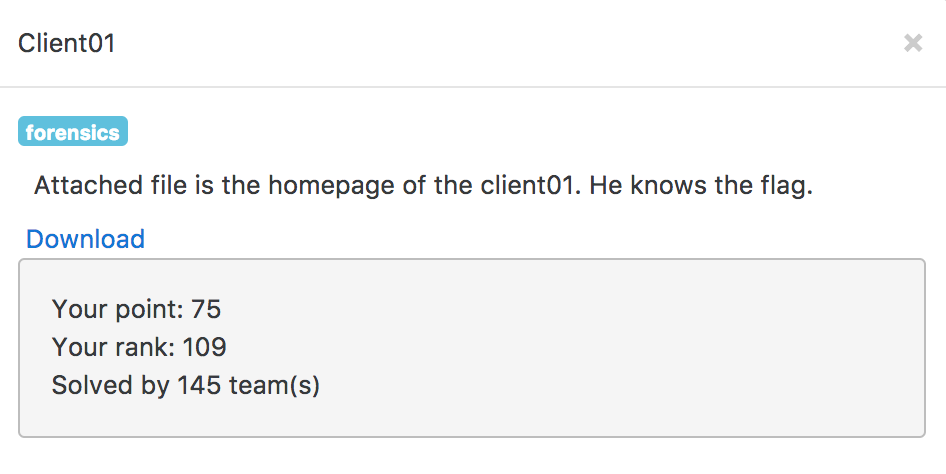 Client01 ×
forensics
Attached file is the homepage of the client01. He knows the flag.
Download
Your point: 75
Your rank: 109
Solved by 145 team(s)